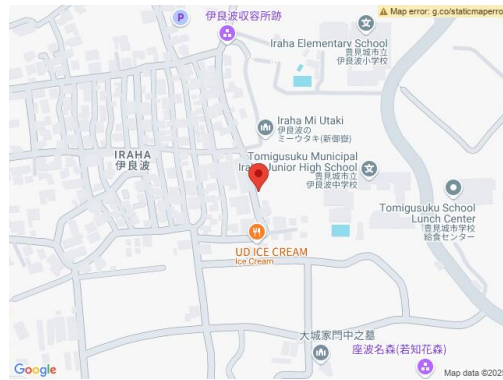 Map error: g.co/staticmaperro
P
伊良波収容所跡
Iraha Elementary School
豊見城市立
伊良波小学校
Iraha Mi Utaki
伊良波の
ミーウタキ(新御嶽)
IRAHA
伊良波
Tomigusuku Municipal
Iraha Junior High School
豊見城市立
伊良波中学校
Tomigusuku School
Lunch Center
豊見城市学校
給食センター
UD ICE CREAM
Ice Cream
大城家門中之墓
座波名森(若知花森)
Google
Map data ©202